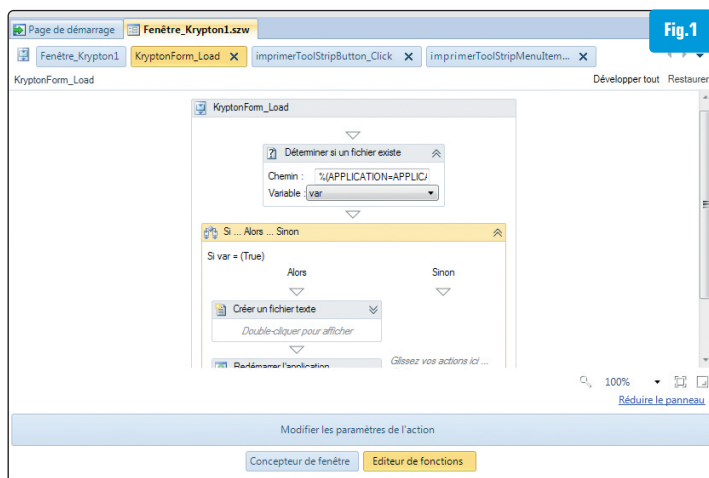 Page de démarrage Fenêtre_Krypton1.szw
Fig.1
Fenêtre_Krypton1 KryptonForm_Load X imprimerToolStripButton_Click X imprimerToolStripMenuItem... X
KryptonForm_Load Développer tout Restaurer
KryptonForm_Load
Déterminer si un fichier existe
Chemin : %(APPLICATION=APPLICA
Variable : var
Si ... Alors ... Sinon
Si var = (True)
Alors Sinon
Créer un fichier texte
Double-cliquer pour afficher
Glissez vos actions ici ...
Redémarrer l'application
100%
Réduire le panneau
Modifier les paramètres de l'action
Concepteur de fenêtre Editeur de fonctions